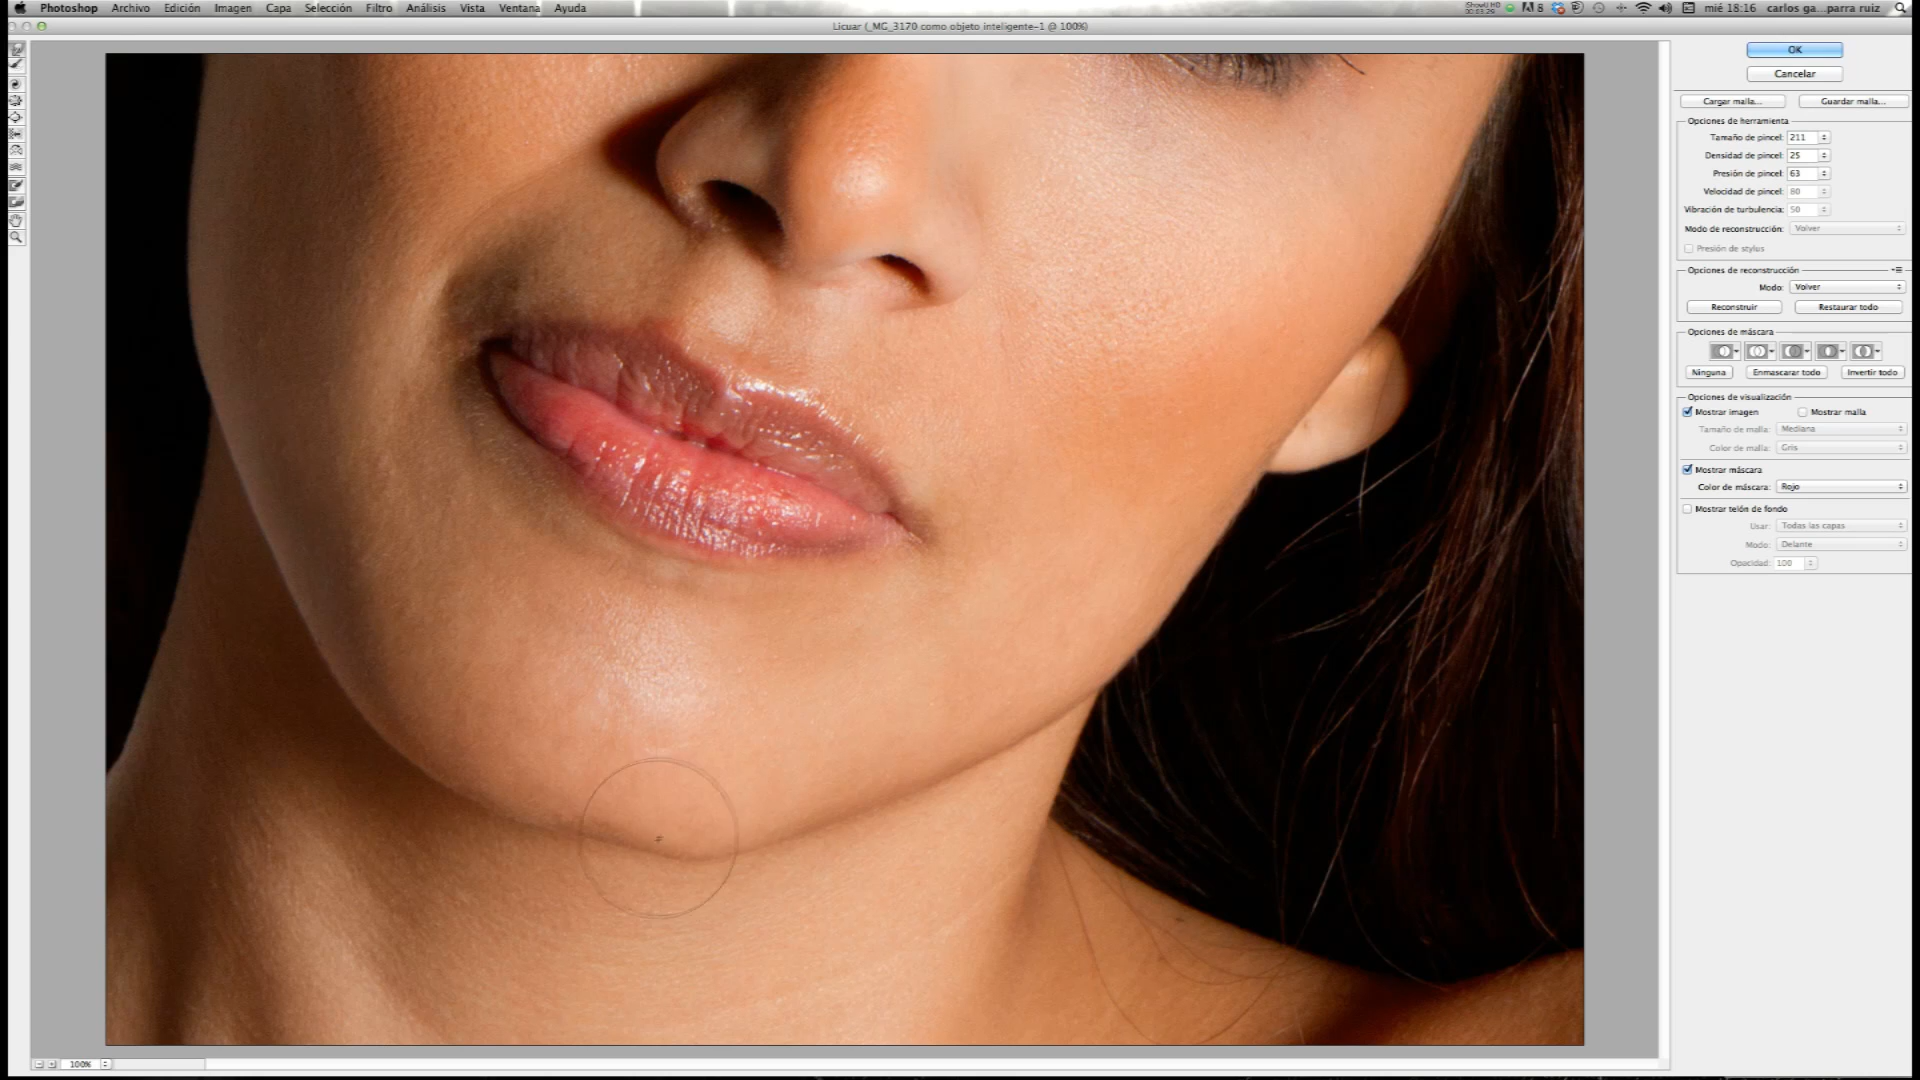 Photoshop Archivo Edición Imagen Capa Selección Filtro Análisis Vista Ventana Ayuda
8 mié 18:16 carlos ga...parra ruiz
Licuar (_MG_3170 como objeto inteligente-1 @ 100%)
OK
Cancelar
Cargar malla... Guardar malla...
Opciones de herramienta
Tamaño de pincel: 211
Densidad de pincel: 25
Presión de pincel: 63
Velocidad de pincel: 80
Vibración de turbulencia: 50
Modo de reconstrucción: Volver
Presión de stylus
Opciones de reconstrucción
Modo: Volver
Reconstruir Restaurar todo
Opciones de máscara
Ninguna Enmascarar todo Invertir todo
Opciones de visualización
Mostrar imagen Mostrar malla
Tamaño de malla: Mediana
Color de malla: Gris
Mostrar máscara
Color de máscara: Rojo
Mostrar telón de fondo
Usar: Todas las capas
Modo: Delante
Opacidad: 100
100%